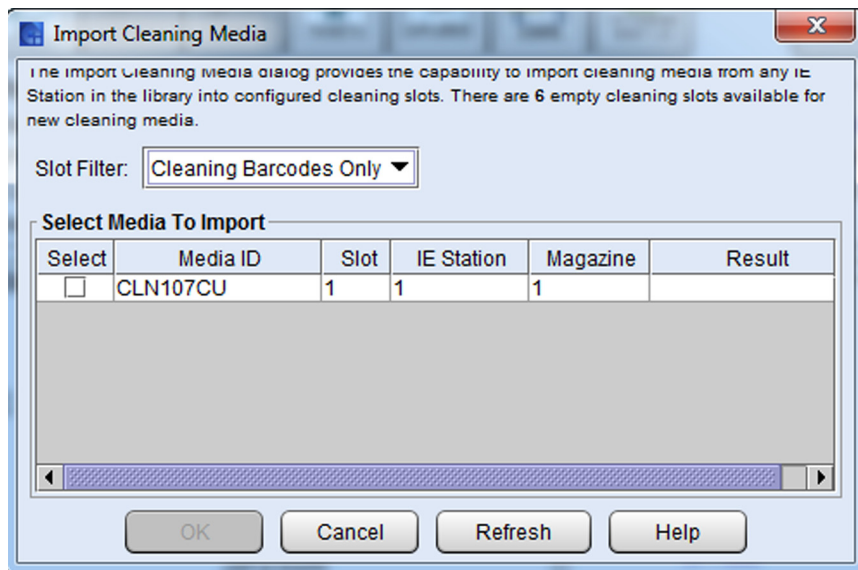 Import Cleaning Media
The Import Cleaning Media dialog provides the capability to import cleaning media from any IE
Station in the library into configured cleaning slots. There are 6 empty cleaning slots available for
new cleaning media.
Slot Filter: Cleaning Barcodes Only
Select Media To Import
Select Media ID Slot IE Station Magazine Result
CLN107CU 1 1 1
OK Cancel Refresh Help